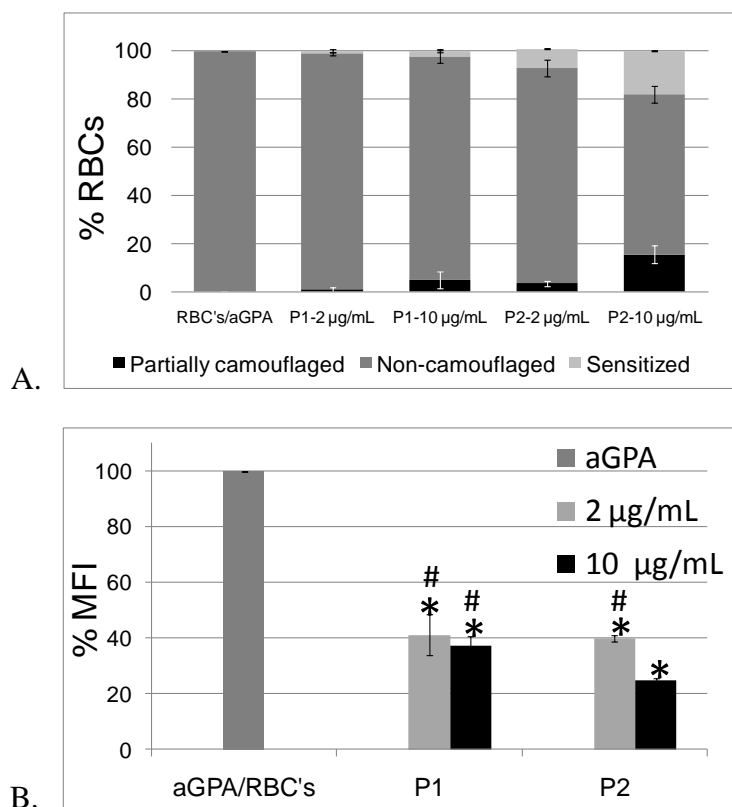 100
80
60
40
20
0
% RBCs
RBC's/aGPA P1-2 µg/mL P1-10 µg/mL P2-2 µg/mL P2-10 µg/mL
Partially camouflaged Non-camouflaged Sensitized
A.
100
80
60
40
20
0
% MFI
aGPA
2 µg/mL
10 µg/mL
# # #
* * * *
aGPA/RBC's P1 P2
B.